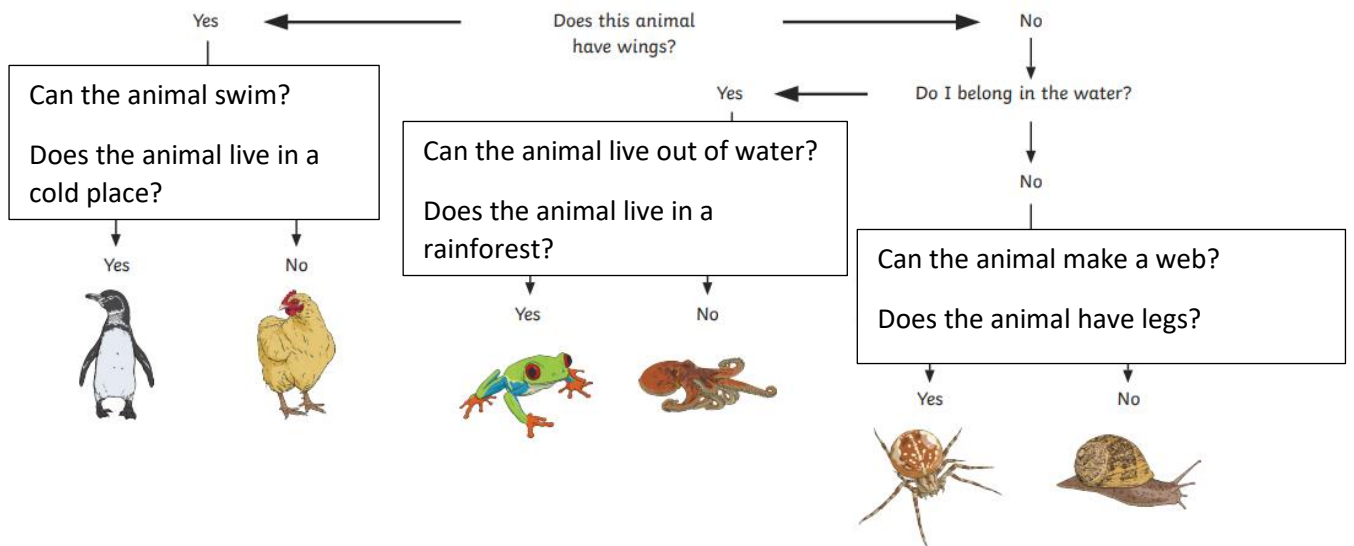 Yes
Does this animal
have wings?
No
Can the animal swim?
Does the animal live in a
cold place?
Yes
No
Yes
Do I belong in the water?
Can the animal live out of water?
Does the animal live in a
rainforest?
Yes
No
No
Can the animal make a web?
Does the animal have legs?
Yes
No